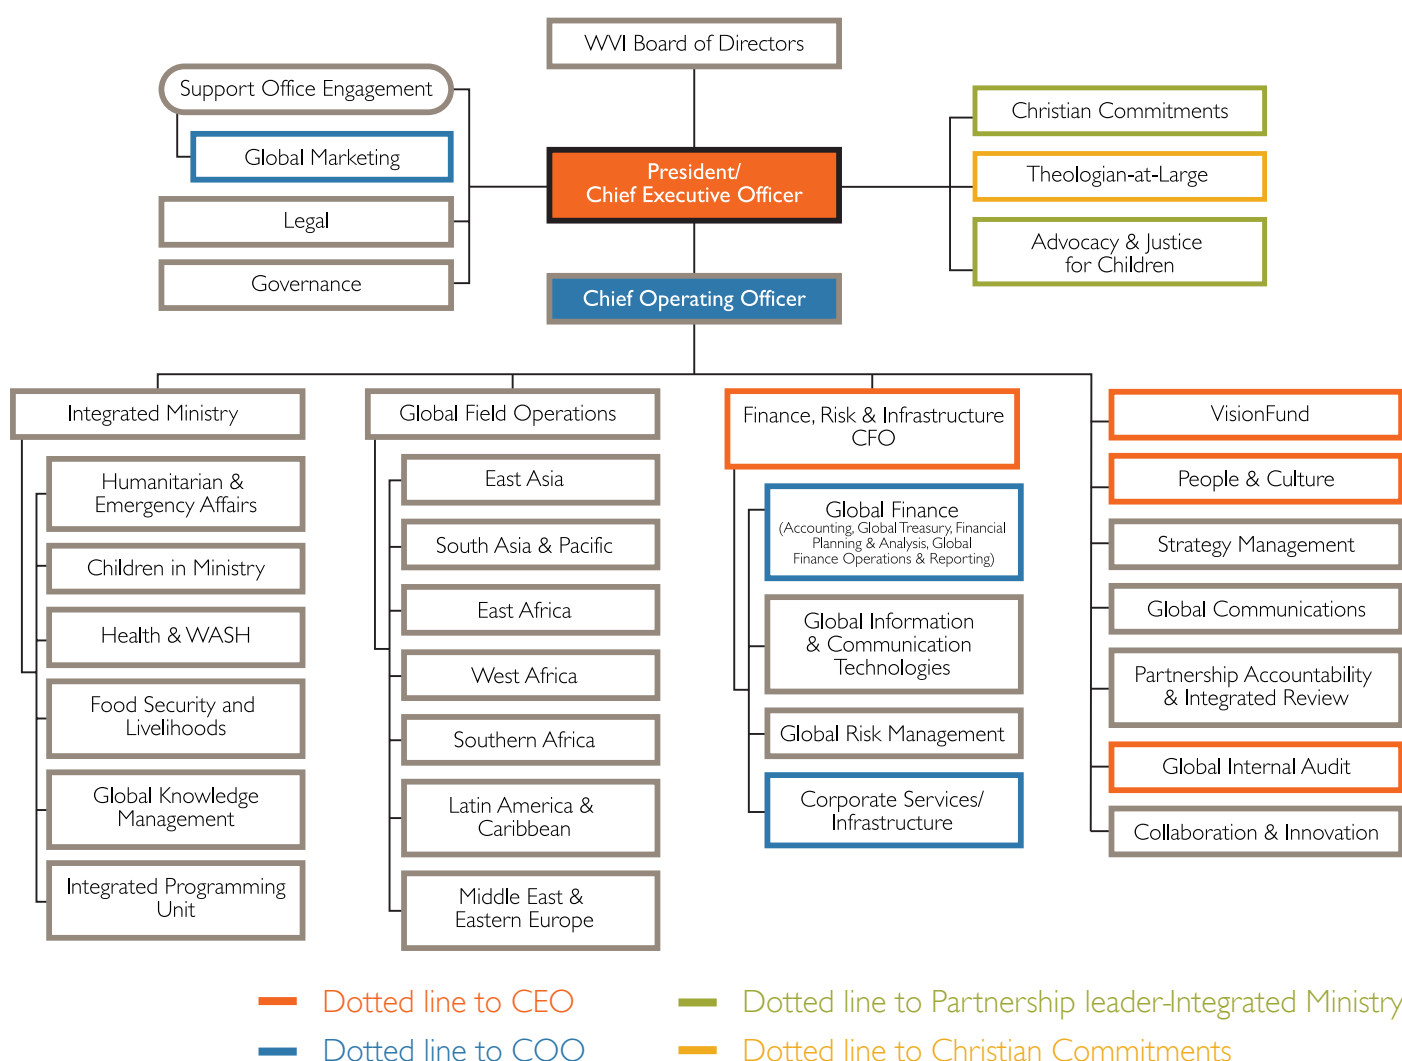 WVI Board of Directors
Support Office Engagement
Global Marketing
Legal
Governance
President/
Chief Executive Officer
Christian Commitments
Theologian-at-Large
Advocacy & Justice
for Children
Chief Operating Officer
Integrated Ministry
Humanitarian &
Emergency Affairs
Children in Ministry
Health & WASH
Food Security and
Livelihoods
Global Knowledge
Management
Integrated Programming
Unit
Global Field Operations
East Asia
South Asia & Pacific
East Africa
West Africa
Southern Africa
Latin America &
Caribbean
Middle East &
Eastern Europe
Finance, Risk & Infrastructure
CFO
Global Finance
(Accounting, Global Treasury, Financial
Planning & Analysis, Global
Finance Operations & Reporting)
Global Information
& Communication
Technologies
Global Risk Management
Corporate Services/
Infrastructure
VisionFund
People & Culture
Strategy Management
Global Communications
Partnership Accountability
& Integrated Review
Global Internal Audit
Collaboration & Innovation
Dotted line to CEO
Dotted line to COO
Dotted line to Partnership leader-Integrated Ministry
Dotted line to Christian Commitments